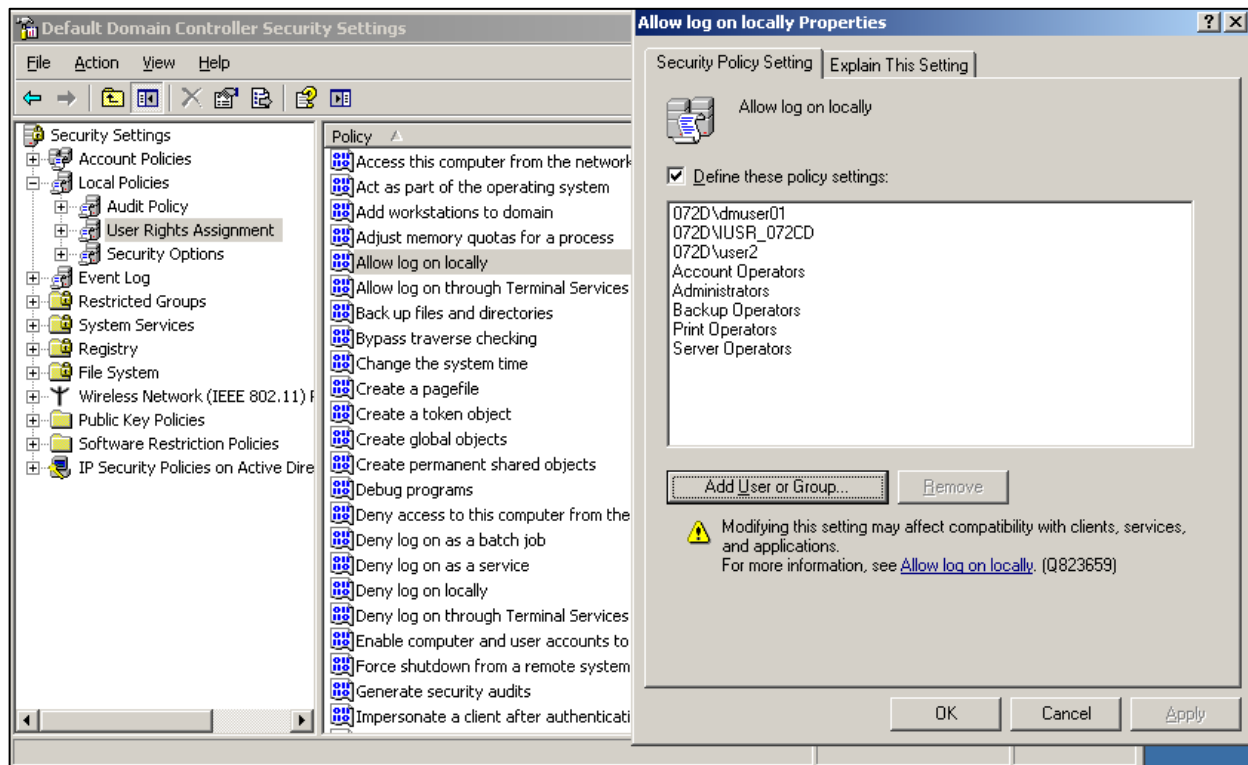 Default Domain Controller Security Settings
File Action View Help
Security Settings
Account Policies
Local Policies
Audit Policy
User Rights Assignment
Security Options
Event Log
Restricted Groups
System Services
Registry
File System
Wireless Network (IEEE 802.11)
Public Key Policies
Software Restriction Policies
IP Security Policies on Active Dire
Policy
Access this computer from the network
Act as part of the operating system
Add workstations to domain
Adjust memory quotas for a process
Allow log on locally
Allow log on through Terminal Services
Back up files and directories
Bypass traverse checking
Change the system time
Create a pagefile
Create a token object
Create global objects
Create permanent shared objects
Debug programs
Deny access to this computer from the
Deny log on as a batch job
Deny log on as a service
Deny log on locally
Deny log on through Terminal Services
Enable computer and user accounts to
Force shutdown from a remote system
Generate security audits
Impersonate a client after authenticati
Allow log on locally Properties
Security Policy Setting Explain This Setting
Allow log on locally
Define these policy settings:
072D\dmuser01
072D\IUSR_072CD
072D\user2
Account Operators
Administrators
Backup Operators
Print Operators
Server Operators
Add User or Group... Remove
Modifying this setting may affect compatibility with clients, services,
and applications.
For more information, see Allow log on locally. (Q823659)
OK Cancel Apply